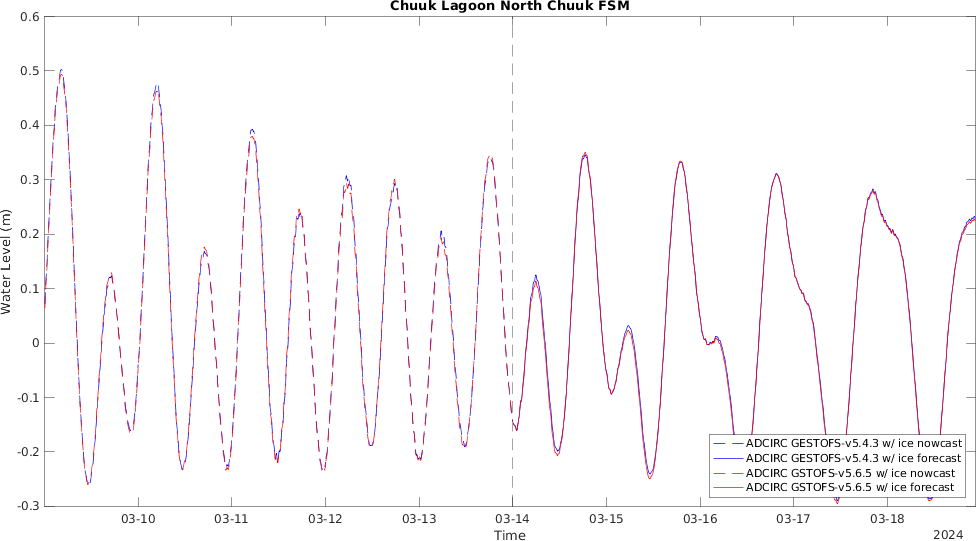 Chuuk Lagoon North Chuuk FSM
0.6
0.5
0.4
0.3
0.2
0.1
0
-0.1
-0.2
-0.3
Water Level (m)
ADCIRC GESTOFS-v5.4.3 w/ ice nowcast
ADCIRC GESTOFS-v5.4.3 w/ ice forecast
ADCIRC GSTOFS-v5.6.5 w/ ice nowcast
ADCIRC GSTOFS-v5.6.5 w/ ice forecast
03-10 03-11 03-12 03-13 03-14 03-15 03-16 03-17 03-18
Time
2024